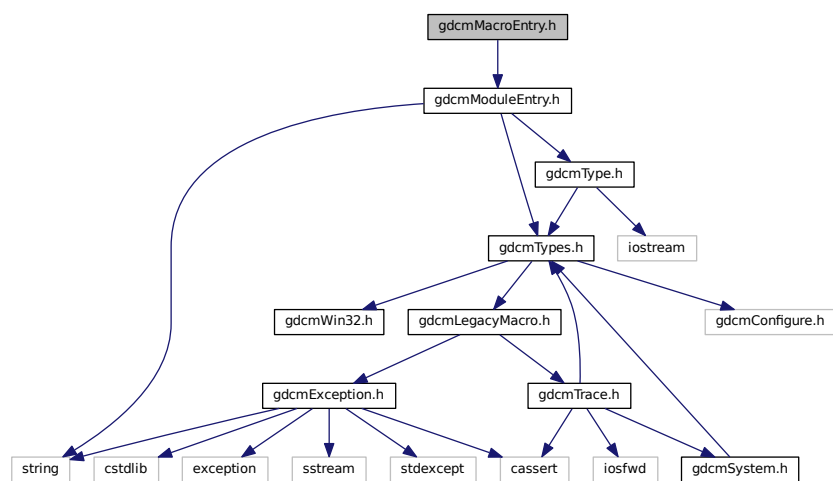 gdcmMacroEntry.h
gdcmModuleEntry.h
gdcmType.h
gdcmTypes.h
iostream
gdcmWin32.h
gdcmLegacyMacro.h
gdcmConfigure.h
gdcmException.h
gdcmTrace.h
string
cstdlib
exception
sstream
stdexcept
cassert
iosfwd
gdcmSystem.h